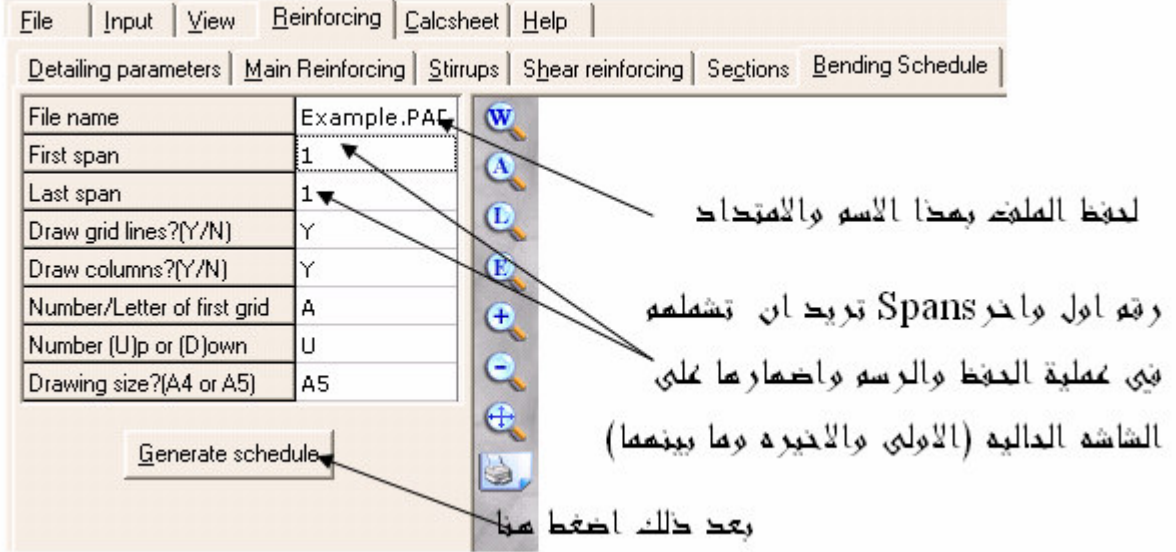 File Input View Reinforcing Calcsheet Help
Detailing parameters Main Reinforcing Stirrups Shear reinforcing Sections Bending Schedule
File name Example.PAF
First span 1
Last span 1
Draw grid lines?(Y/N) Y
Draw columns?(Y/N) Y
Number/Letter of first grid A
Number (U)p or (D)own U
Drawing size?(A4 or A5) A5
Generate schedule
W
A
L
E
لحفظ الملف بهذا الاسم والامتداد
رقم اول واخر Spans تريد ان تشملهم
في عملية الحفظ والرسم واضهارها على
الشاشه الحاليه (الاولى والاخيره وما بينهما)
بعد ذلك اضغط هنا